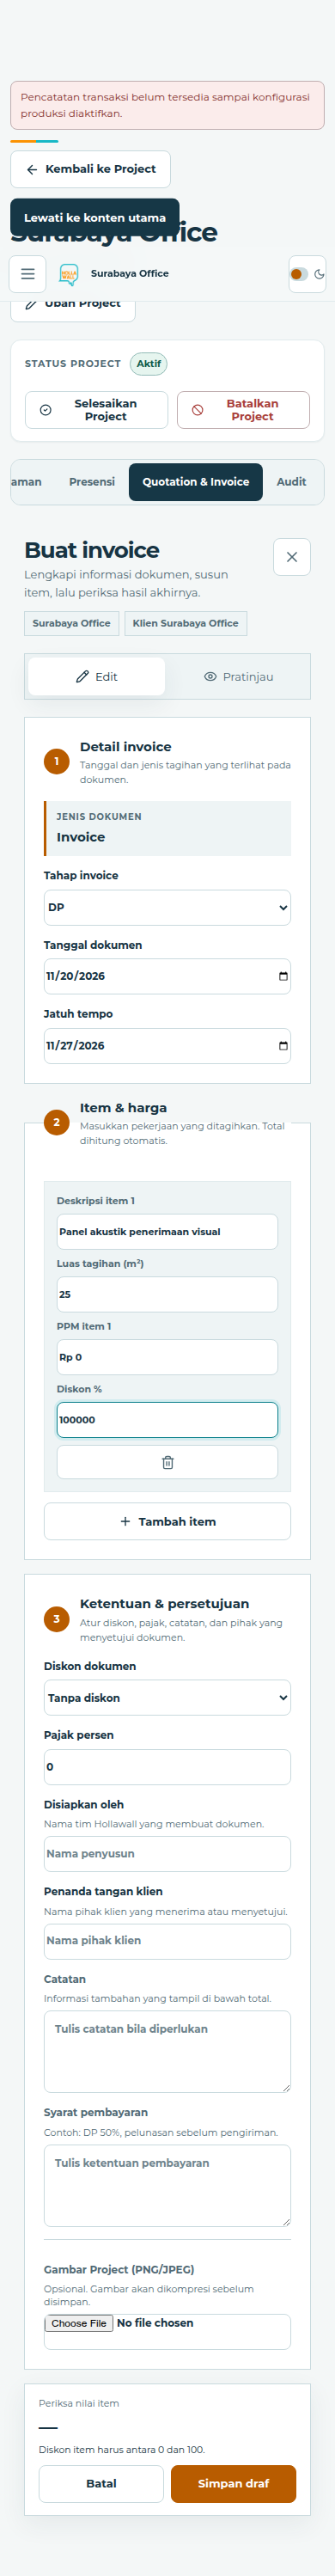 Pencatatan transaksi belum tersedia sampai konfigurasi
produksi diaktifkan.
Kembali ke Project
Lewati ke konten utama
Surabaya Office
HOLLA WALL
Surabaya Office
Ubah Project
STATUS PROJECT Aktif
Selesaikan
Project
Batalkan
Project
aman Presensi Quotation & Invoice Audit
Buat invoice
Lengkapi informasi dokumen, susun
item, lalu periksa hasil akhirnya.
Surabaya Office Klien Surabaya Office
Edit Pratinjau
1 Detail invoice
Tanggal dan jenis tagihan yang terlihat pada
dokumen.
JENIS DOKUMEN
Invoice
Tahap invoice
DP
Tanggal dokumen
11/20/2026
Jatuh tempo
11/27/2026
2 Item & harga
Masukkan pekerjaan yang ditagihkan. Total
dihitung otomatis.
Deskripsi item 1
Panel akustik penerimaan visual
Luas tagihan (m²)
25
PPM item 1
Rp 0
Diskon %
100000
+ Tambah item
3 Ketentuan & persetujuan
Atur diskon, pajak, catatan, dan pihak yang
menyetujui dokumen.
Diskon dokumen
Tanpa diskon
Pajak persen
0
Disiapkan oleh
Nama tim Hollawall yang membuat dokumen.
Nama penyusun
Penanda tangan klien
Nama pihak klien yang menerima atau menyetujui.
Nama pihak klien
Catatan
Informasi tambahan yang tampil di bawah total.
Tulis catatan bila diperlukan
Syarat pembayaran
Contoh: DP 50%, pelunasan sebelum pengiriman.
Tulis ketentuan pembayaran
Gambar Project (PNG/JPEG)
Opsional. Gambar akan dikompresi sebelum
disimpan.
Choose File No file chosen
Periksa nilai item
—
Diskon item harus antara 0 dan 100.
Batal Simpan draf